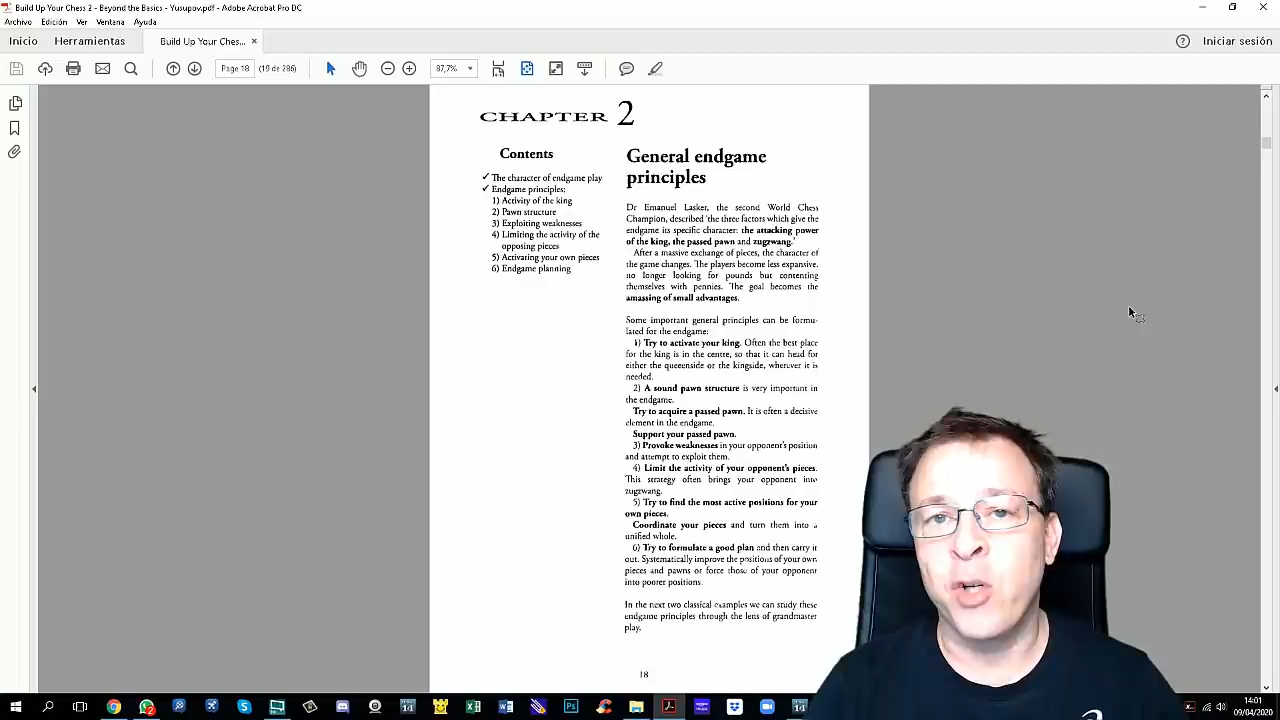 Build Up Your Chess 2 - Beyond the Basics - Yusupov.pdf - Adobe Acrobat Pro DC
Archivo Edición Ver Ventana Ayuda
Inicio Herramientas Build Up Your Ches... × Iniciar sesión
Page 18 (19 de 286) 87,7%
CHAPTER 2
Contents
✓ The character of endgame play
✓ Endgame principles:
1) Activity of the king
2) Pawn structure
3) Exploiting weaknesses
4) Limiting the activity of the
opposing pieces
5) Activating your own pieces
6) Endgame planning
General endgame
principles
Dr Emanuel Lasker, the second World Chess
Champion, described 'the three factors which give the
endgame its specific character: the attacking power
of the king, the passed pawn and zugzwang.'
After a massive exchange of pieces, the character of
the game changes. The players become less expansive,
no longer looking for pounds but contenting
themselves with pennies. The goal becomes the
amassing of small advantages.
Some important general principles can be formu-
lated for the endgame:
1) Try to activate your king. Often the best place
for the king is in the centre, so that it can head for
either the queenside or the kingside, wherever it is
needed.
2) A sound pawn structure is very important in
the endgame.
Try to acquire a passed pawn. It is often a decisive
element in the endgame.
Support your passed pawn.
3) Provoke weaknesses in your opponent's position
and attempt to exploit them.
4) Limit the activity of your opponent's pieces.
This strategy often brings your opponent into
zugzwang.
5) Try to find the most active positions for your
own pieces.
Coordinate your pieces and turn them into a
unified whole.
6) Try to formulate a good plan and then carry it
out. Systematically improve the positions of your own
pieces and pawns or force those of your opponent
into poorer positions.
In the next two classical examples we can study these
endgame principles through the lens of grandmaster
play.
18
14:01
09/04/2020